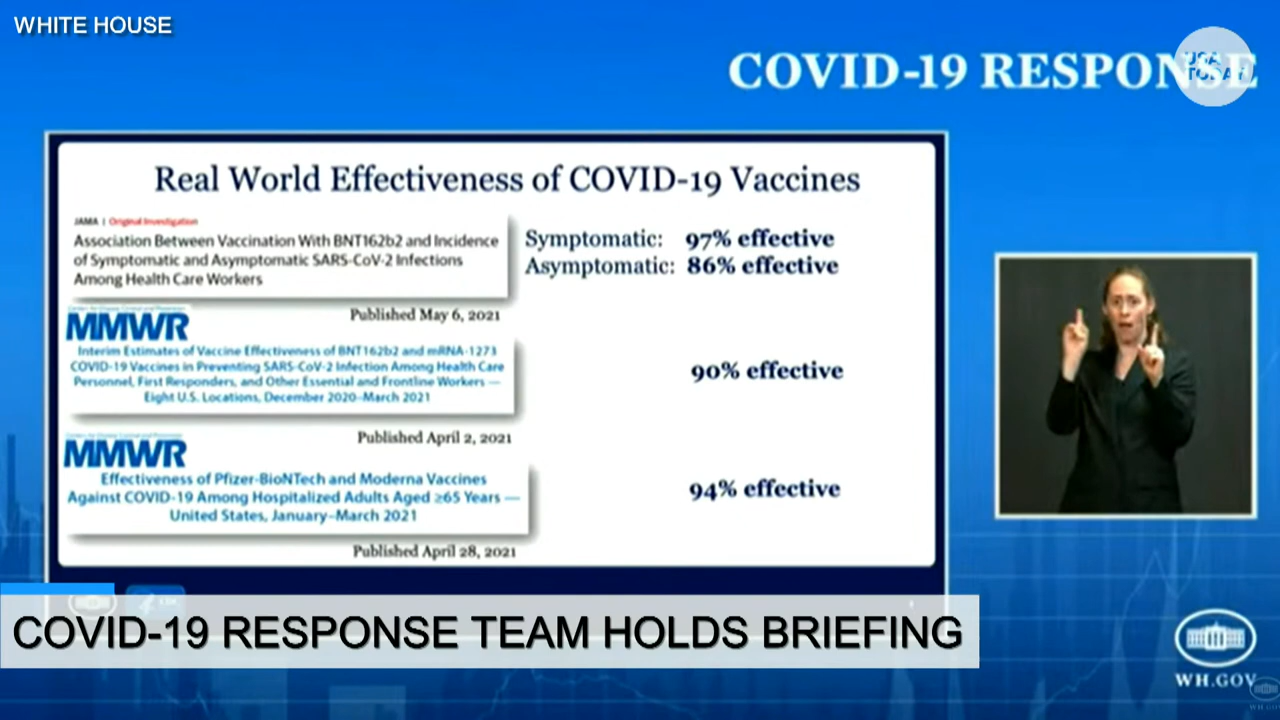 WHITE HOUSE
COVID-19 RESPONSE
USA
TODAY
Real World Effectiveness of COVID-19 Vaccines
JAMA | Original Investigation
Association Between Vaccination With BNT162b2 and Incidence
of Symptomatic and Asymptomatic SARS-CoV-2 Infections
Among Health Care Workers
Symptomatic: 97% effective
Asymptomatic: 86% effective
Published May 6, 2021
MMWR
Interim Estimates of Vaccine Effectiveness of BNT162b2 and mRNA-1273
COVID-19 Vaccines in Preventing SARS-CoV-2 Infection Among Health Care
Personnel, First Responders, and Other Essential and Frontline Workers —
Eight U.S. Locations, December 2020–March 2021
90% effective
Published April 2, 2021
MMWR
Effectiveness of Pfizer-BioNTech and Moderna Vaccines
Against COVID-19 Among Hospitalized Adults Aged ≥65 Years —
United States, January–March 2021
94% effective
Published April 28, 2021
COVID-19 RESPONSE TEAM HOLDS BRIEFING
WH.GOV